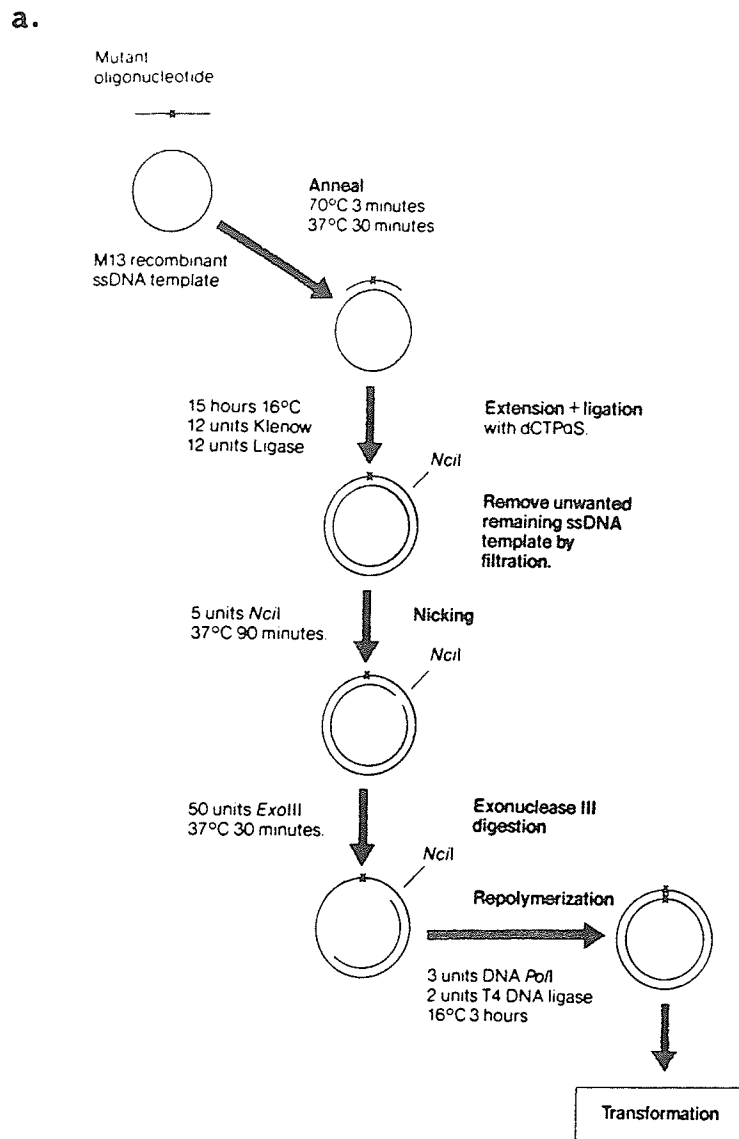 a.
Mutant
oligonucleotide
Anneal
70°C 3 minutes
37°C 30 minutes
M13 recombinant
ssDNA template
15 hours 16°C
12 units Klenow
12 units Ligase
Extension + ligation
with dCTPαS.
NciI
Remove unwanted
remaining ssDNA
template by
filtration.
5 units NciI
37°C 90 minutes.
Nicking
NciI
50 units ExoIII
37°C 30 minutes.
Exonuclease III
digestion
NciI
Repolymerization
3 units DNA PolI
2 units T4 DNA ligase
16°C 3 hours
Transformation